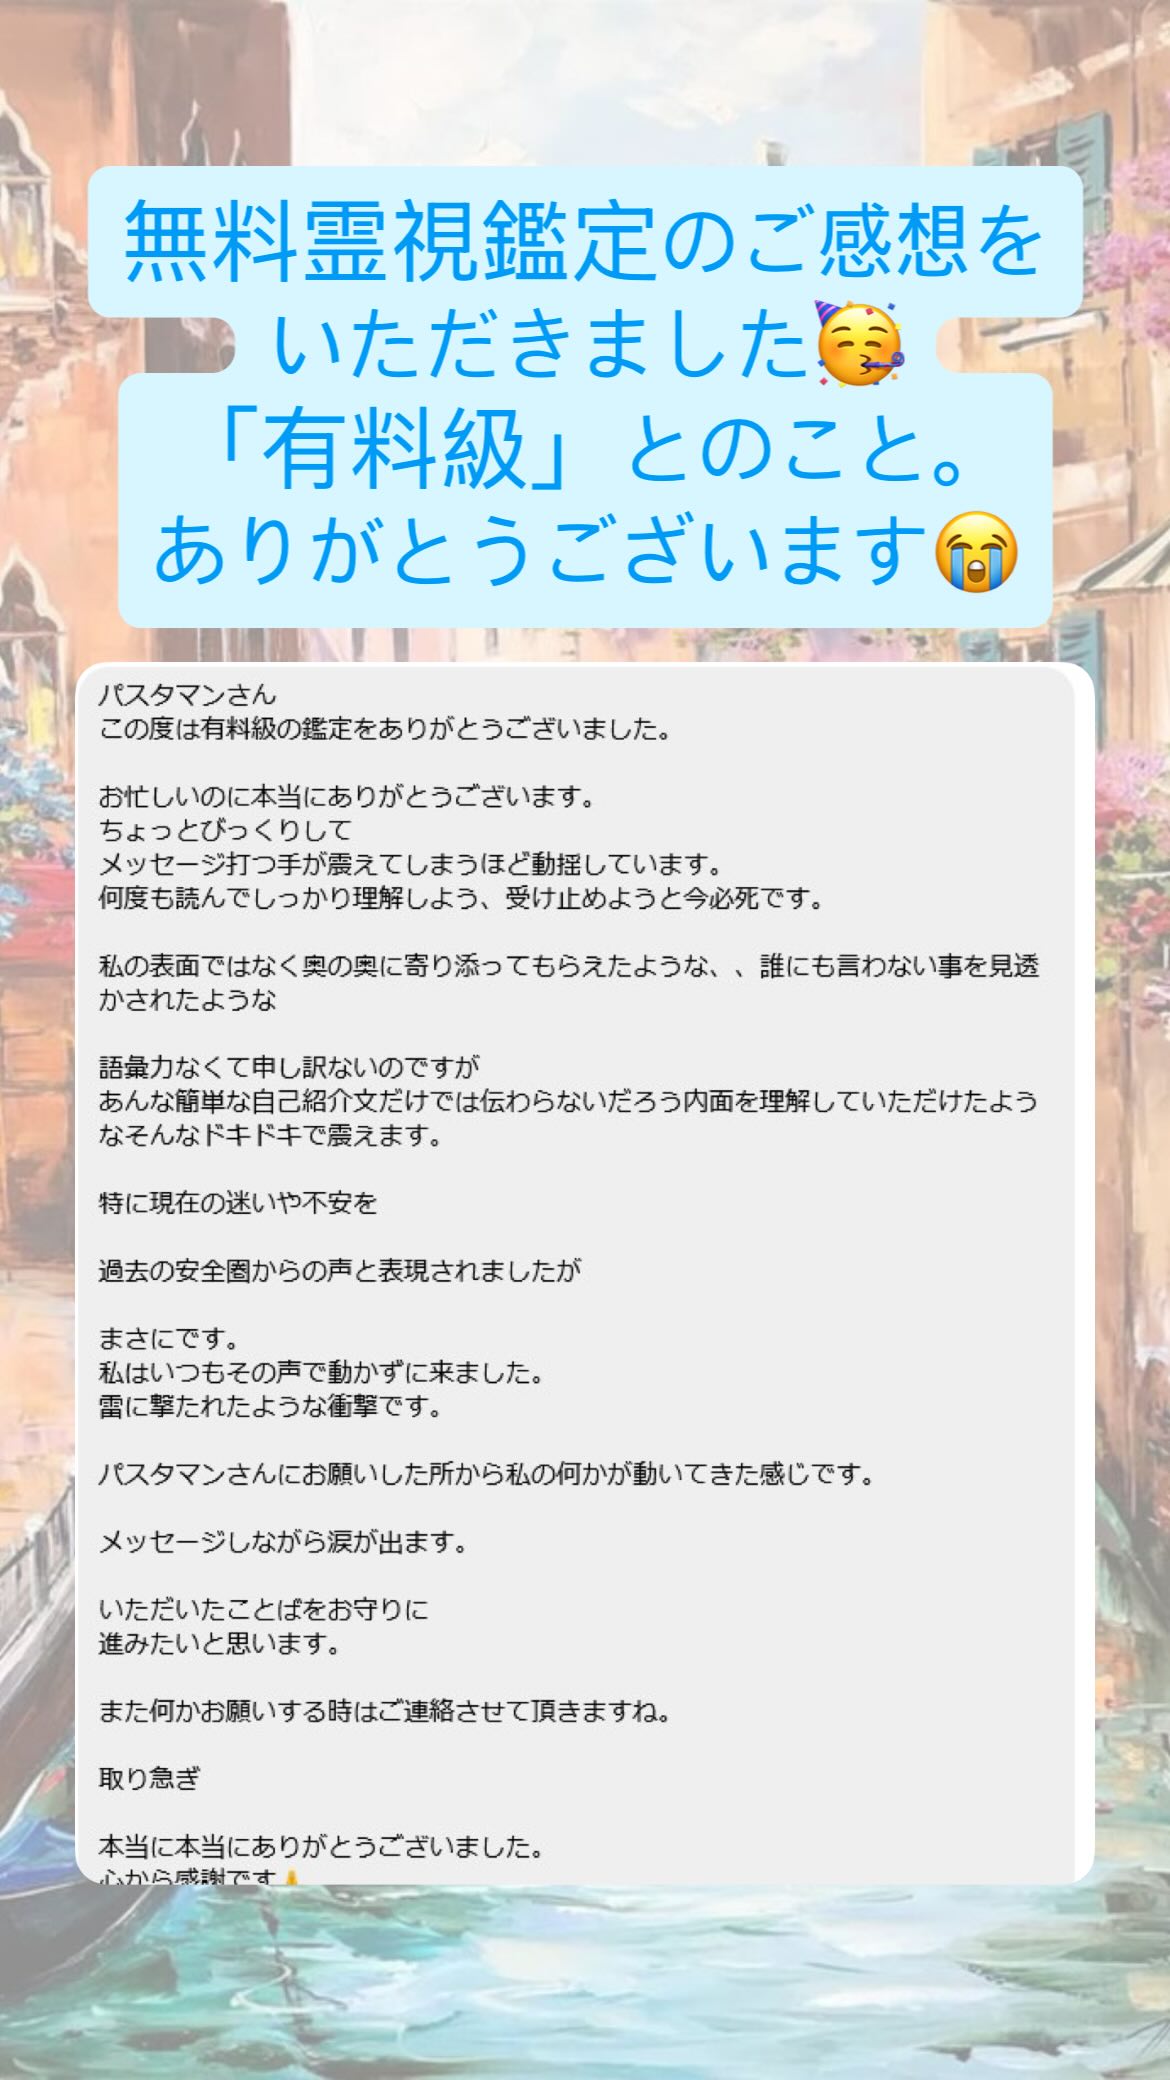 無料霊視鑑定のご感想を
いただきました🥳
「有料級」とのこと。
ありがとうございます😭
パスタマンさん
この度は有料級の鑑定をありがとうございました。
お忙しいのに本当にありがとうございます。
ちょっとびっくりして
メッセージ打つ手が震えてしまうほど動揺しています。
何度も読んでしっかり理解しよう、受け止めようと今必死です。
私の表面ではなく奥の奥に寄り添ってもらえたような、、誰にも言わない事を見透
かされたような
語彙力なくて申し訳ないのですが
あんな簡単な自己紹介文だけでは伝わらないだろう内面を理解していただけたよう
なそんなドキドキで震えます。
特に現在の迷いや不安を
過去の安全圏からの声と表現されましたが
まさにです。
私はいつもその声で動かずに来ました。
雷に撃たれたような衝撃です。
パスタマンさんにお願いした所から私の何かが動いてきた感じです。
メッセージしながら涙が出ます。
いただいたことばをお守りに
進みたいと思います。
また何かお願いする時はご連絡させて頂きますね。
取り急ぎ
本当に本当にありがとうございました。
心から感謝です🙏